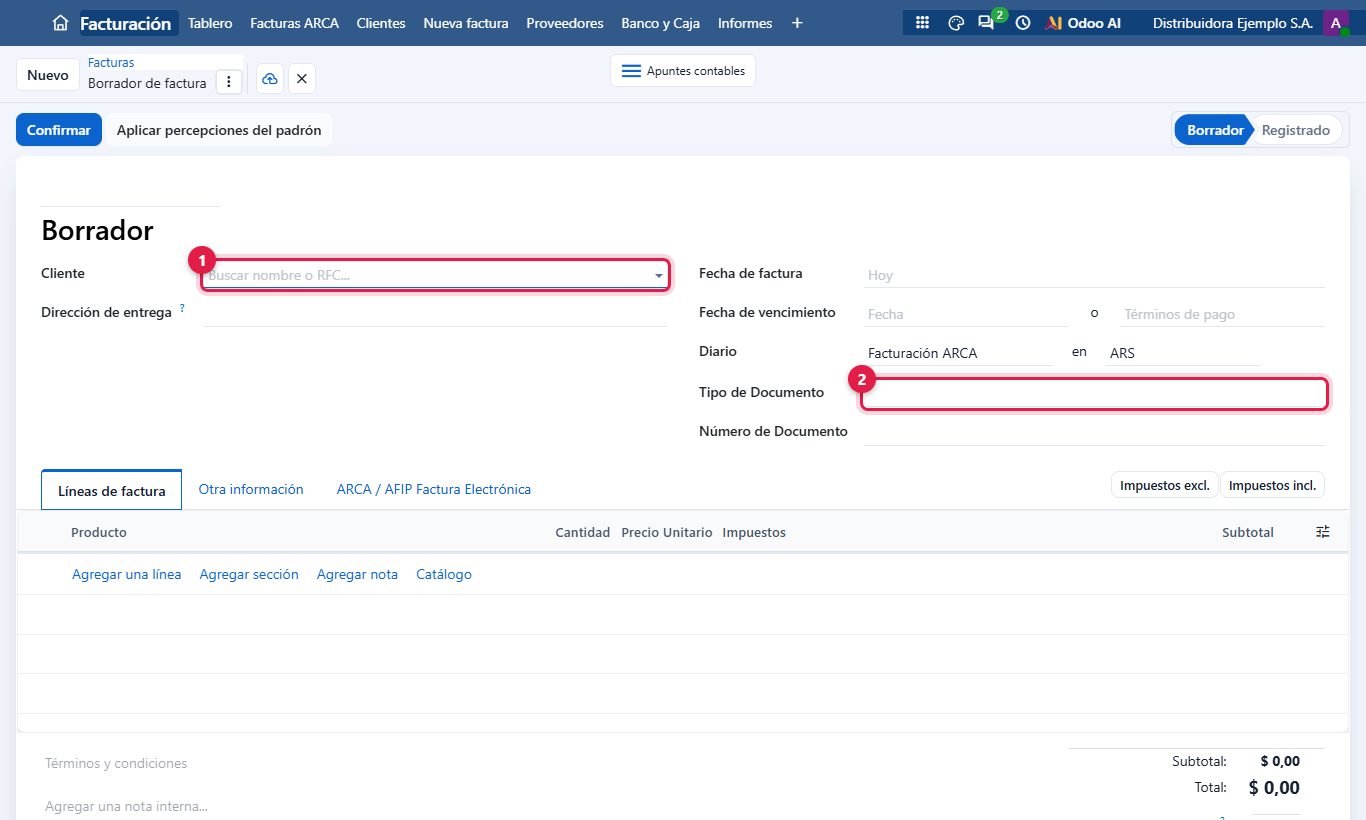 Facturación Tablero Facturas ARCA Clientes Nueva factura Proveedores Banco y Caja Informes + 2 Odoo AI Distribuidora Ejemplo S.A. A
Nuevo Facturas
Borrador de factura
Apuntes contables
Confirmar Aplicar percepciones del padrón Borrador Registrado
Borrador
1
Cliente Buscar nombre o RFC... Fecha de factura Hoy
Dirección de entrega ? Fecha de vencimiento Fecha o Términos de pago
Diario Facturación ARCA en ARS
2
Tipo de Documento
Número de Documento
Líneas de factura Otra información ARCA / AFIP Factura Electrónica Impuestos excl. Impuestos incl.
Producto Cantidad Precio Unitario Impuestos Subtotal
Agregar una línea Agregar sección Agregar nota Catálogo
Términos y condiciones Subtotal: $ 0,00
Total: $ 0,00
Agregar una nota interna...
?